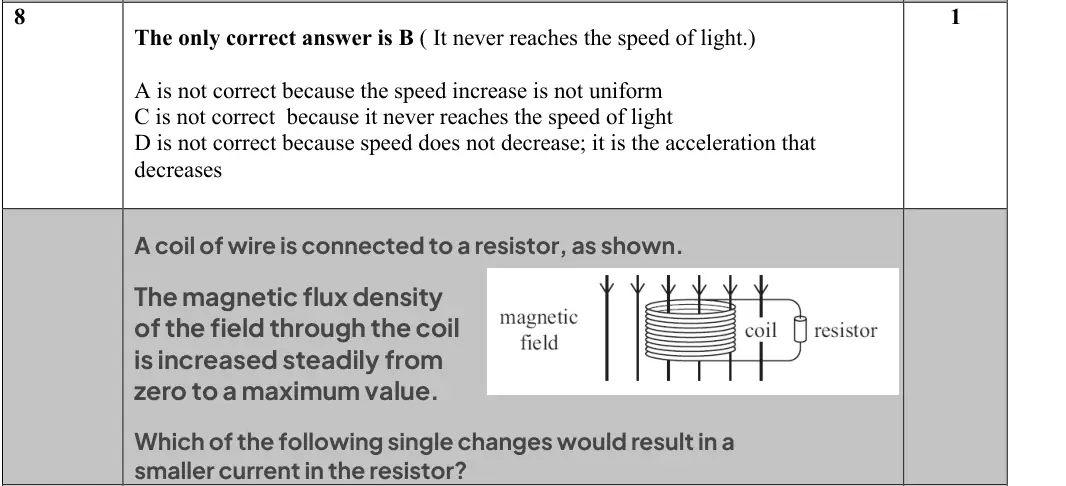 8
1
The only correct answer is B ( It never reaches the speed of light.)
A is not correct because the speed increase is not uniform
C is not correct  because it never reaches the speed of light
D is not correct because speed does not decrease; it is the acceleration that
decreases
A coil of wire is connected to a resistor, as shown.
The magnetic flux density
of the field through the coil
is increased steadily from
zero to a maximum value.
magnetic
field
coil
resistor
Which of the following single changes would result in a
smaller current in the resistor?